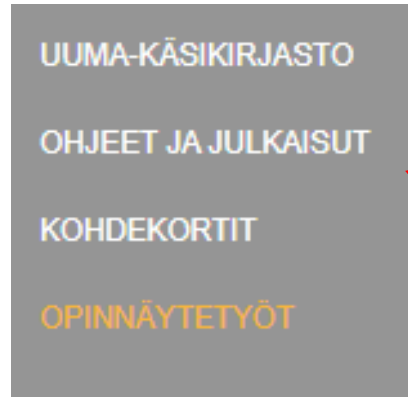 UUMA-KÄSIKIRJASTO
OHJEET JA JULKAISUT
KOHDEKORTIT
OPINNÄYTETYÖT